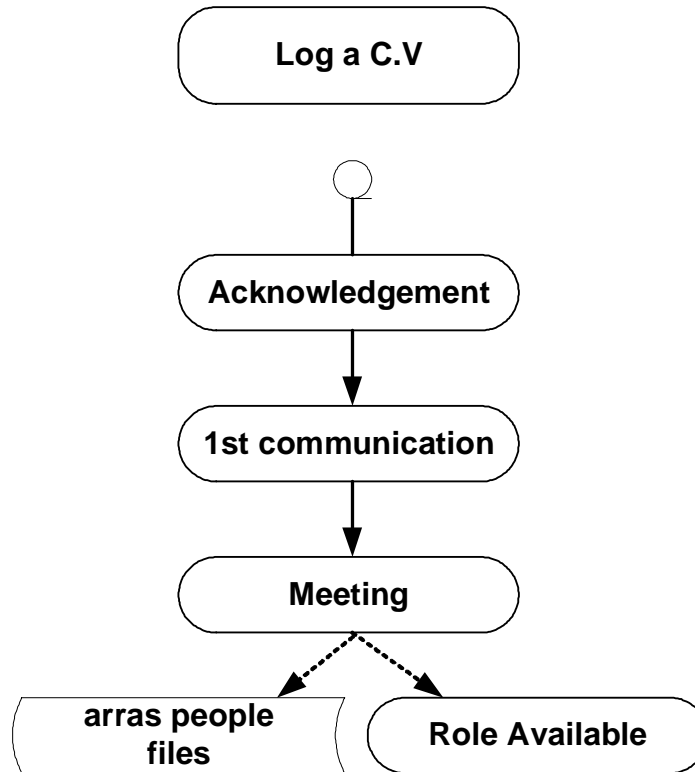 Log a C.V
Acknowledgement
1st communication
Meeting
arras people
files
Role Available